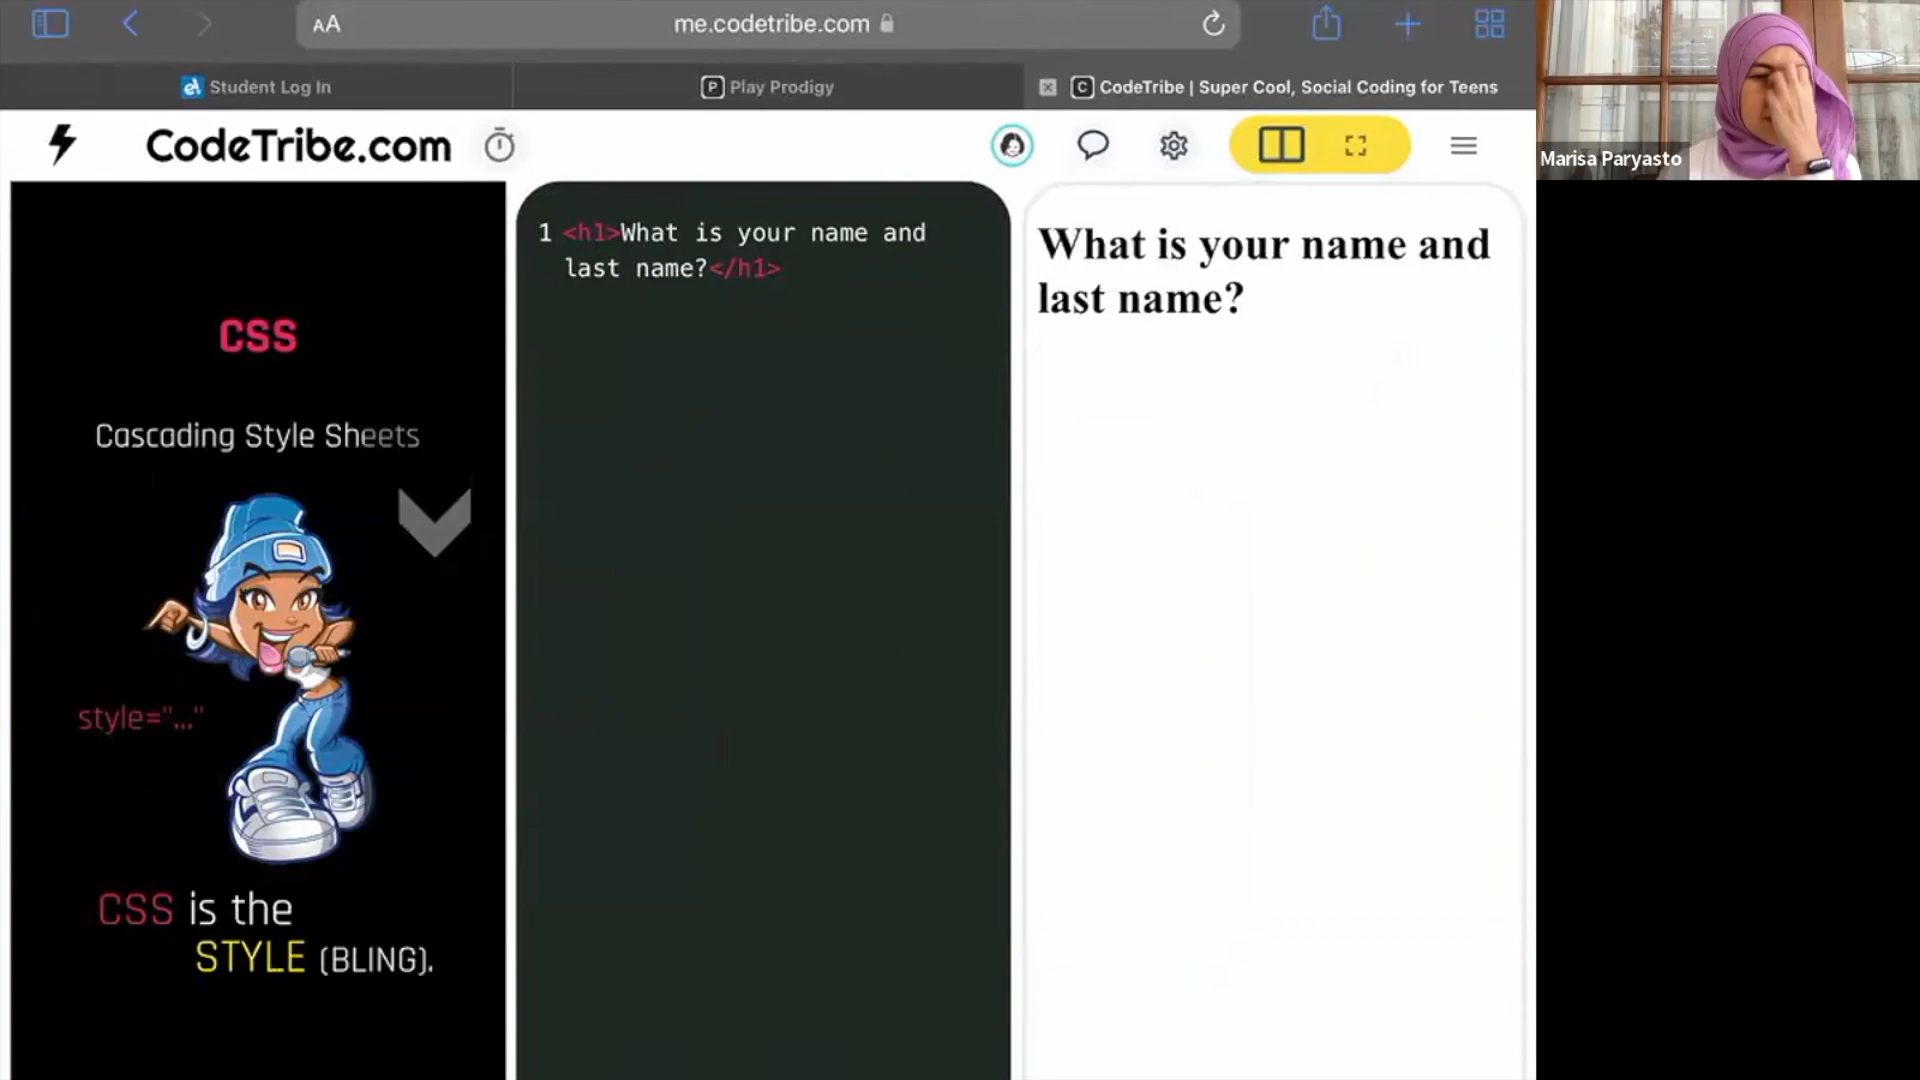 AA
me.codetribe.com
Student Log In
P Play Prodigy
C CodeTribe | Super Cool, Social Coding for Teens
CodeTribe.com
CSS
Cascading Style Sheets
style="..."
CSS is the
STYLE (BLING).
1 <h1>What is your name and
last name?</h1>
What is your name and
last name?
Marisa Paryasto